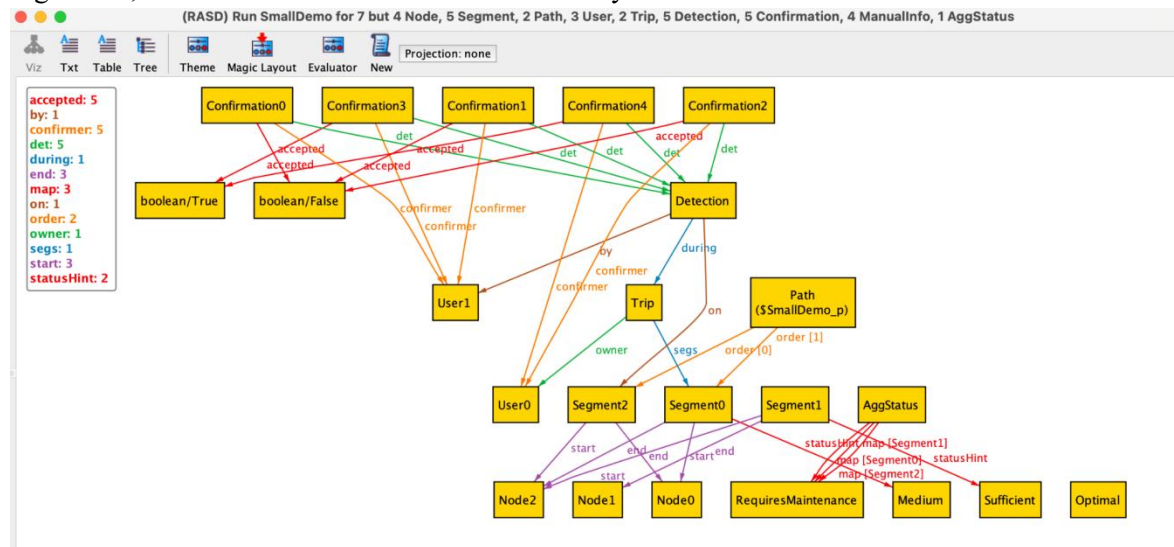 (RASD) Run SmallDemo for 7 but 4 Node, 5 Segment, 2 Path, 3 User, 2 Trip, 5 Detection, 5 Confirmation, 4 ManualInfo, 1 AggStatus
Viz Txt Table Tree Theme Magic Layout Evaluator New Projection: none
accepted: 5
by: 1
confirmer: 5
det: 5
during: 1
end: 3
map: 3
on: 1
order: 2
owner: 1
segs: 1
start: 3
statusHint: 2
Confirmation0 Confirmation3 Confirmation1 Confirmation4 Confirmation2
det accepted
accepted accepted det det det det
accepted accepted
boolean/True boolean/False Detection
confirmer confirmer
confirmer
by during
confirmer
confirmer
User1 Trip Path
($SmallDemo_p)
on
order [1]
owner segs order [0]
User0 Segment2 Segment0 Segment1 AggStatus
start end start end statusHint map [Segment1]
end map [Segment0] statusHint
start map [Segment2]
Node2 Node1 Node0 RequiresMaintenance Medium Sufficient Optimal